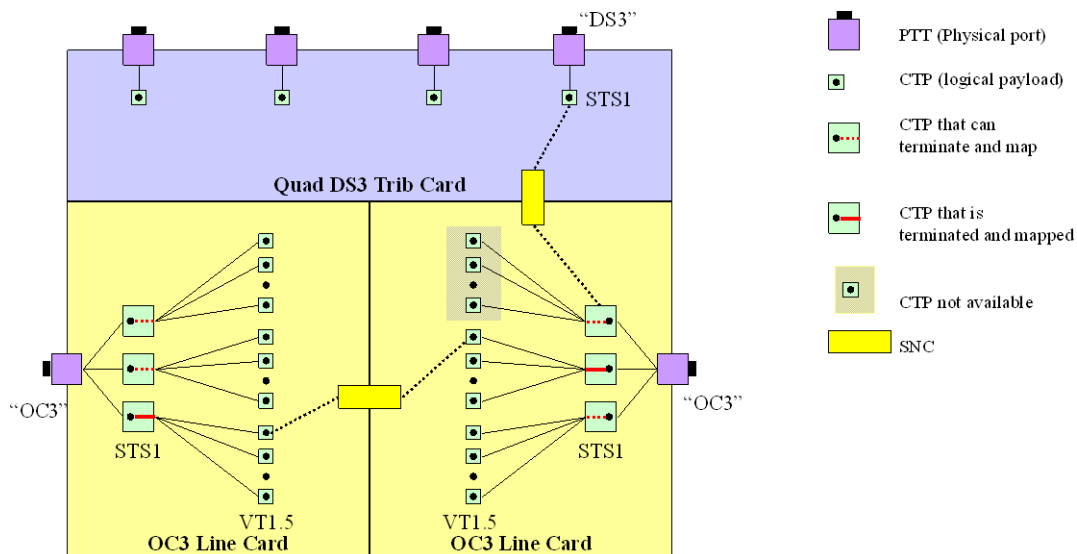 “DS3”
STS1
Quad DS3 Trib Card
“OC3”
STS1
VT1.5
OC3 Line Card
“OC3”
STS1
VT1.5
OC3 Line Card
PTT (Physical port)
CTP (logical payload)
CTP that can
terminate and map
CTP that is
terminated and mapped
CTP not available
SNC